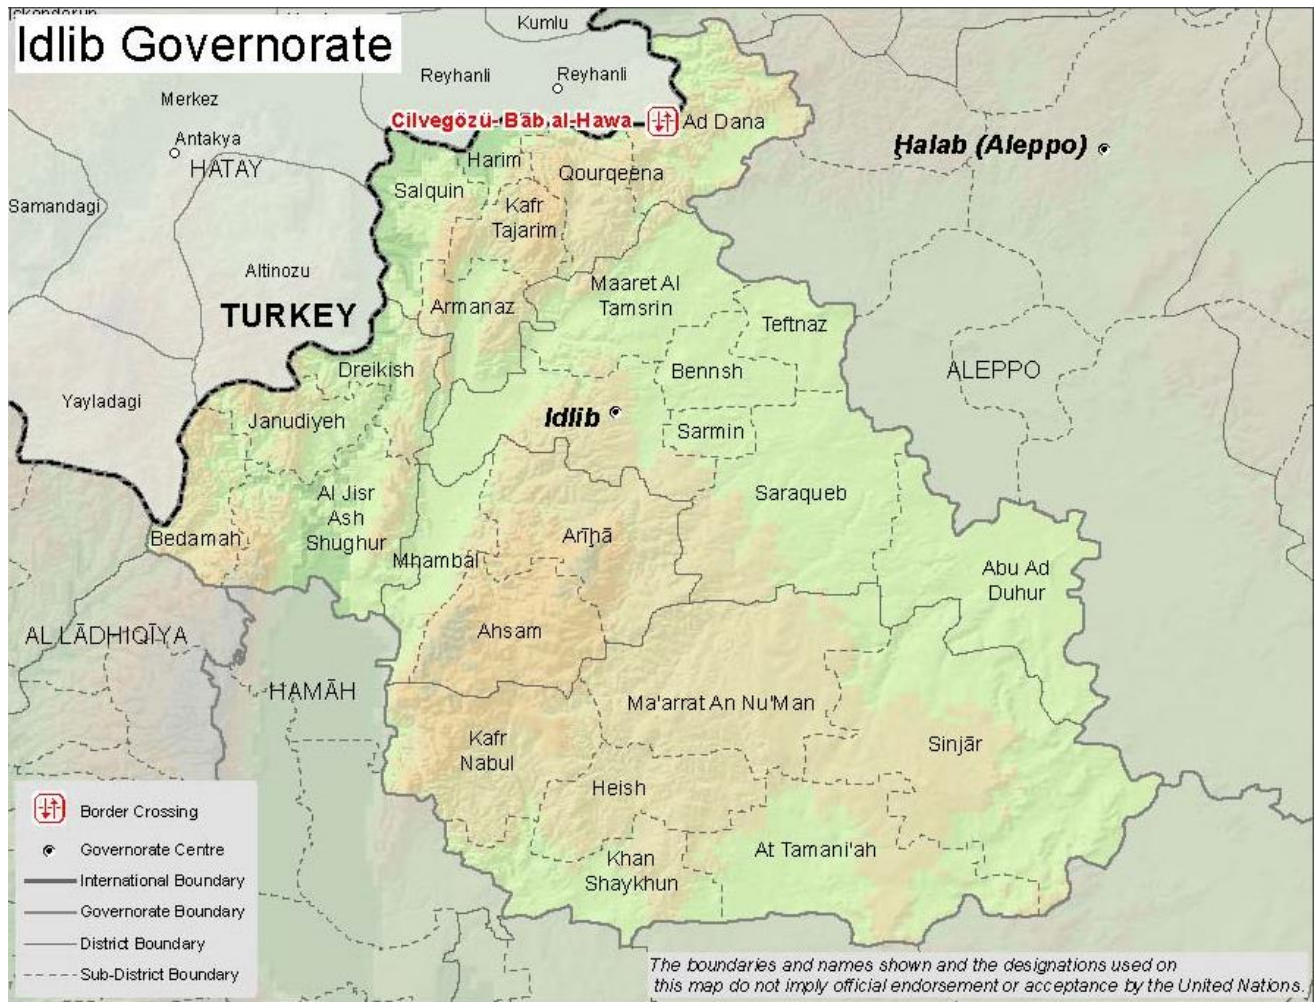 Iskenderun
Idlib Governorate
Kumlu
Reyhanli
Reyhanli
Merkez
Cilvegözü- Bāb al-Hawa
Ad Dana
Antakya
HATAY
Harim
Qourqeena
Ḩalab (Aleppo)
Salquin
Kafr
Tajarim
Samandagi
Altinozu
Maaret Al
Tamsrin
TURKEY
Armanaz
Teftnaz
Dreikish
Bennsh
ALEPPO
Yayladagi
Janudiyeh
Idlib
Sarmin
Al Jisr
Ash
Shughur
Saraqueb
Bedamah
Arīḩā
Mhambal
Abu Ad
Duhur
AL LĀDHIQĪYA
Ahsam
HAMĀH
Ma'arrat An Nu'Man
Kafr
Nabul
Sinjār
Heish
Khan
Shaykhun
At Tamani'ah
Border Crossing
Governorate Centre
International Boundary
Governorate Boundary
District Boundary
Sub-District Boundary
The boundaries and names shown and the designations used on
this map do not imply official endorsement or acceptance by the United Nations.